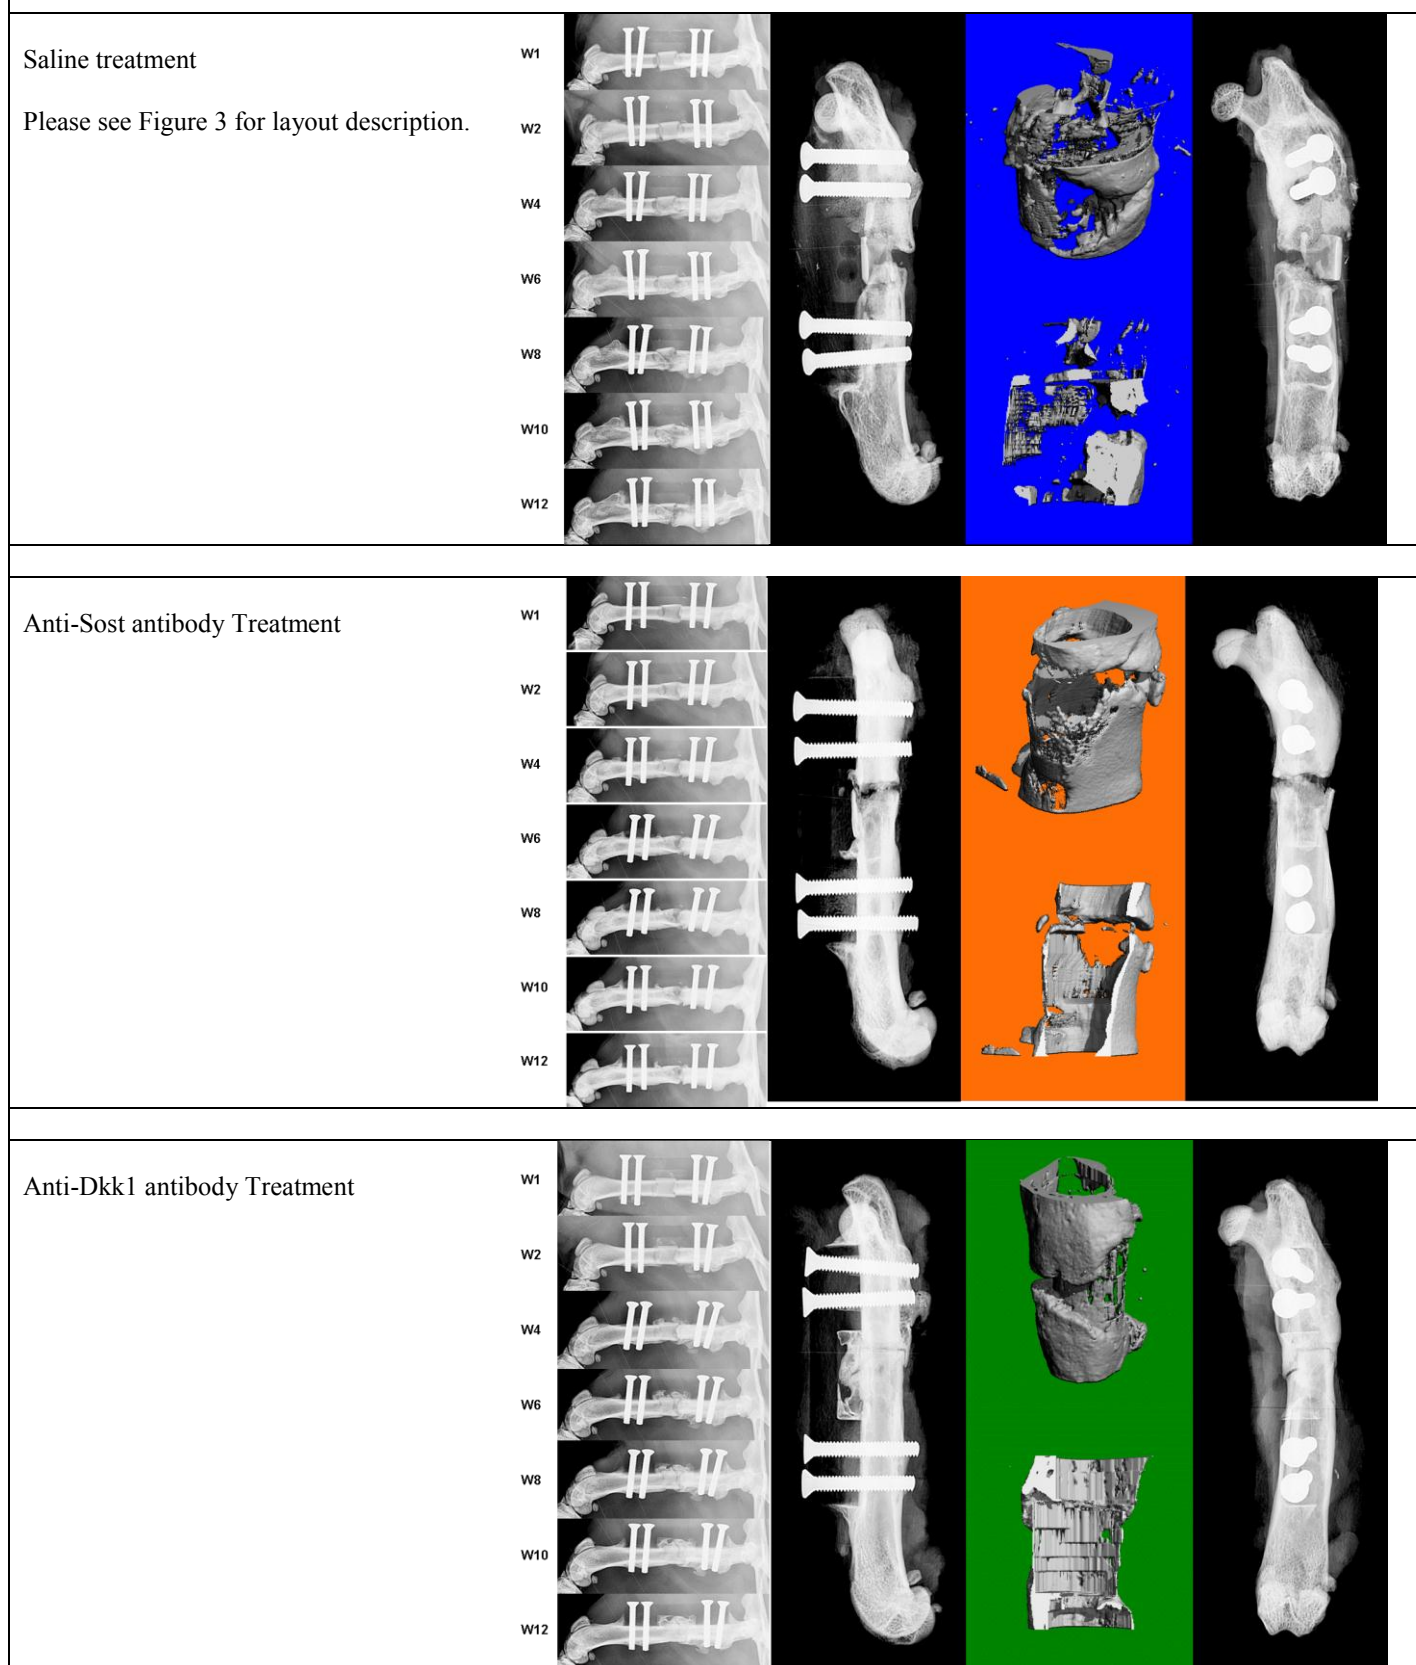 Saline treatment
Please see Figure 3 for layout description.
W1
W2
W4
W6
W8
W10
W12
Anti-Sost antibody Treatment
W1
W2
W4
W6
W8
W10
W12
Anti-Dkk1 antibody Treatment
W1
W2
W4
W6
W8
W10
W12